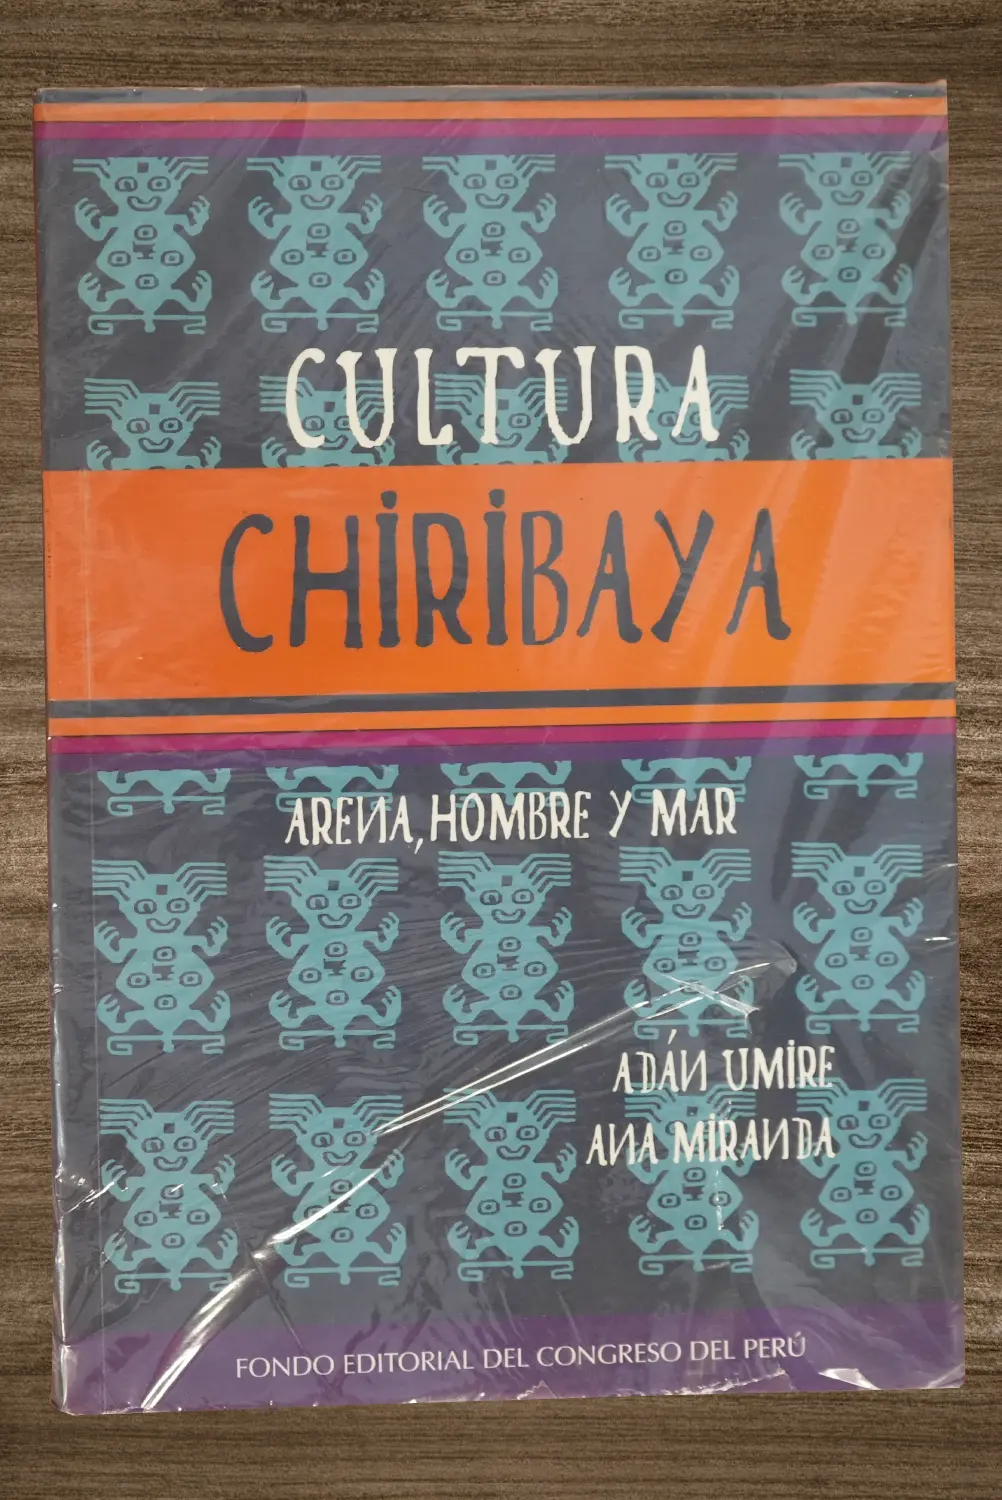 CULTURA
CHIRIBAYA
ARENA, HOMBRE Y MAR
ADÁN UMIRE
ANA MIRANDA
FONDO EDITORIAL DEL CONGRESO DEL PERÚ